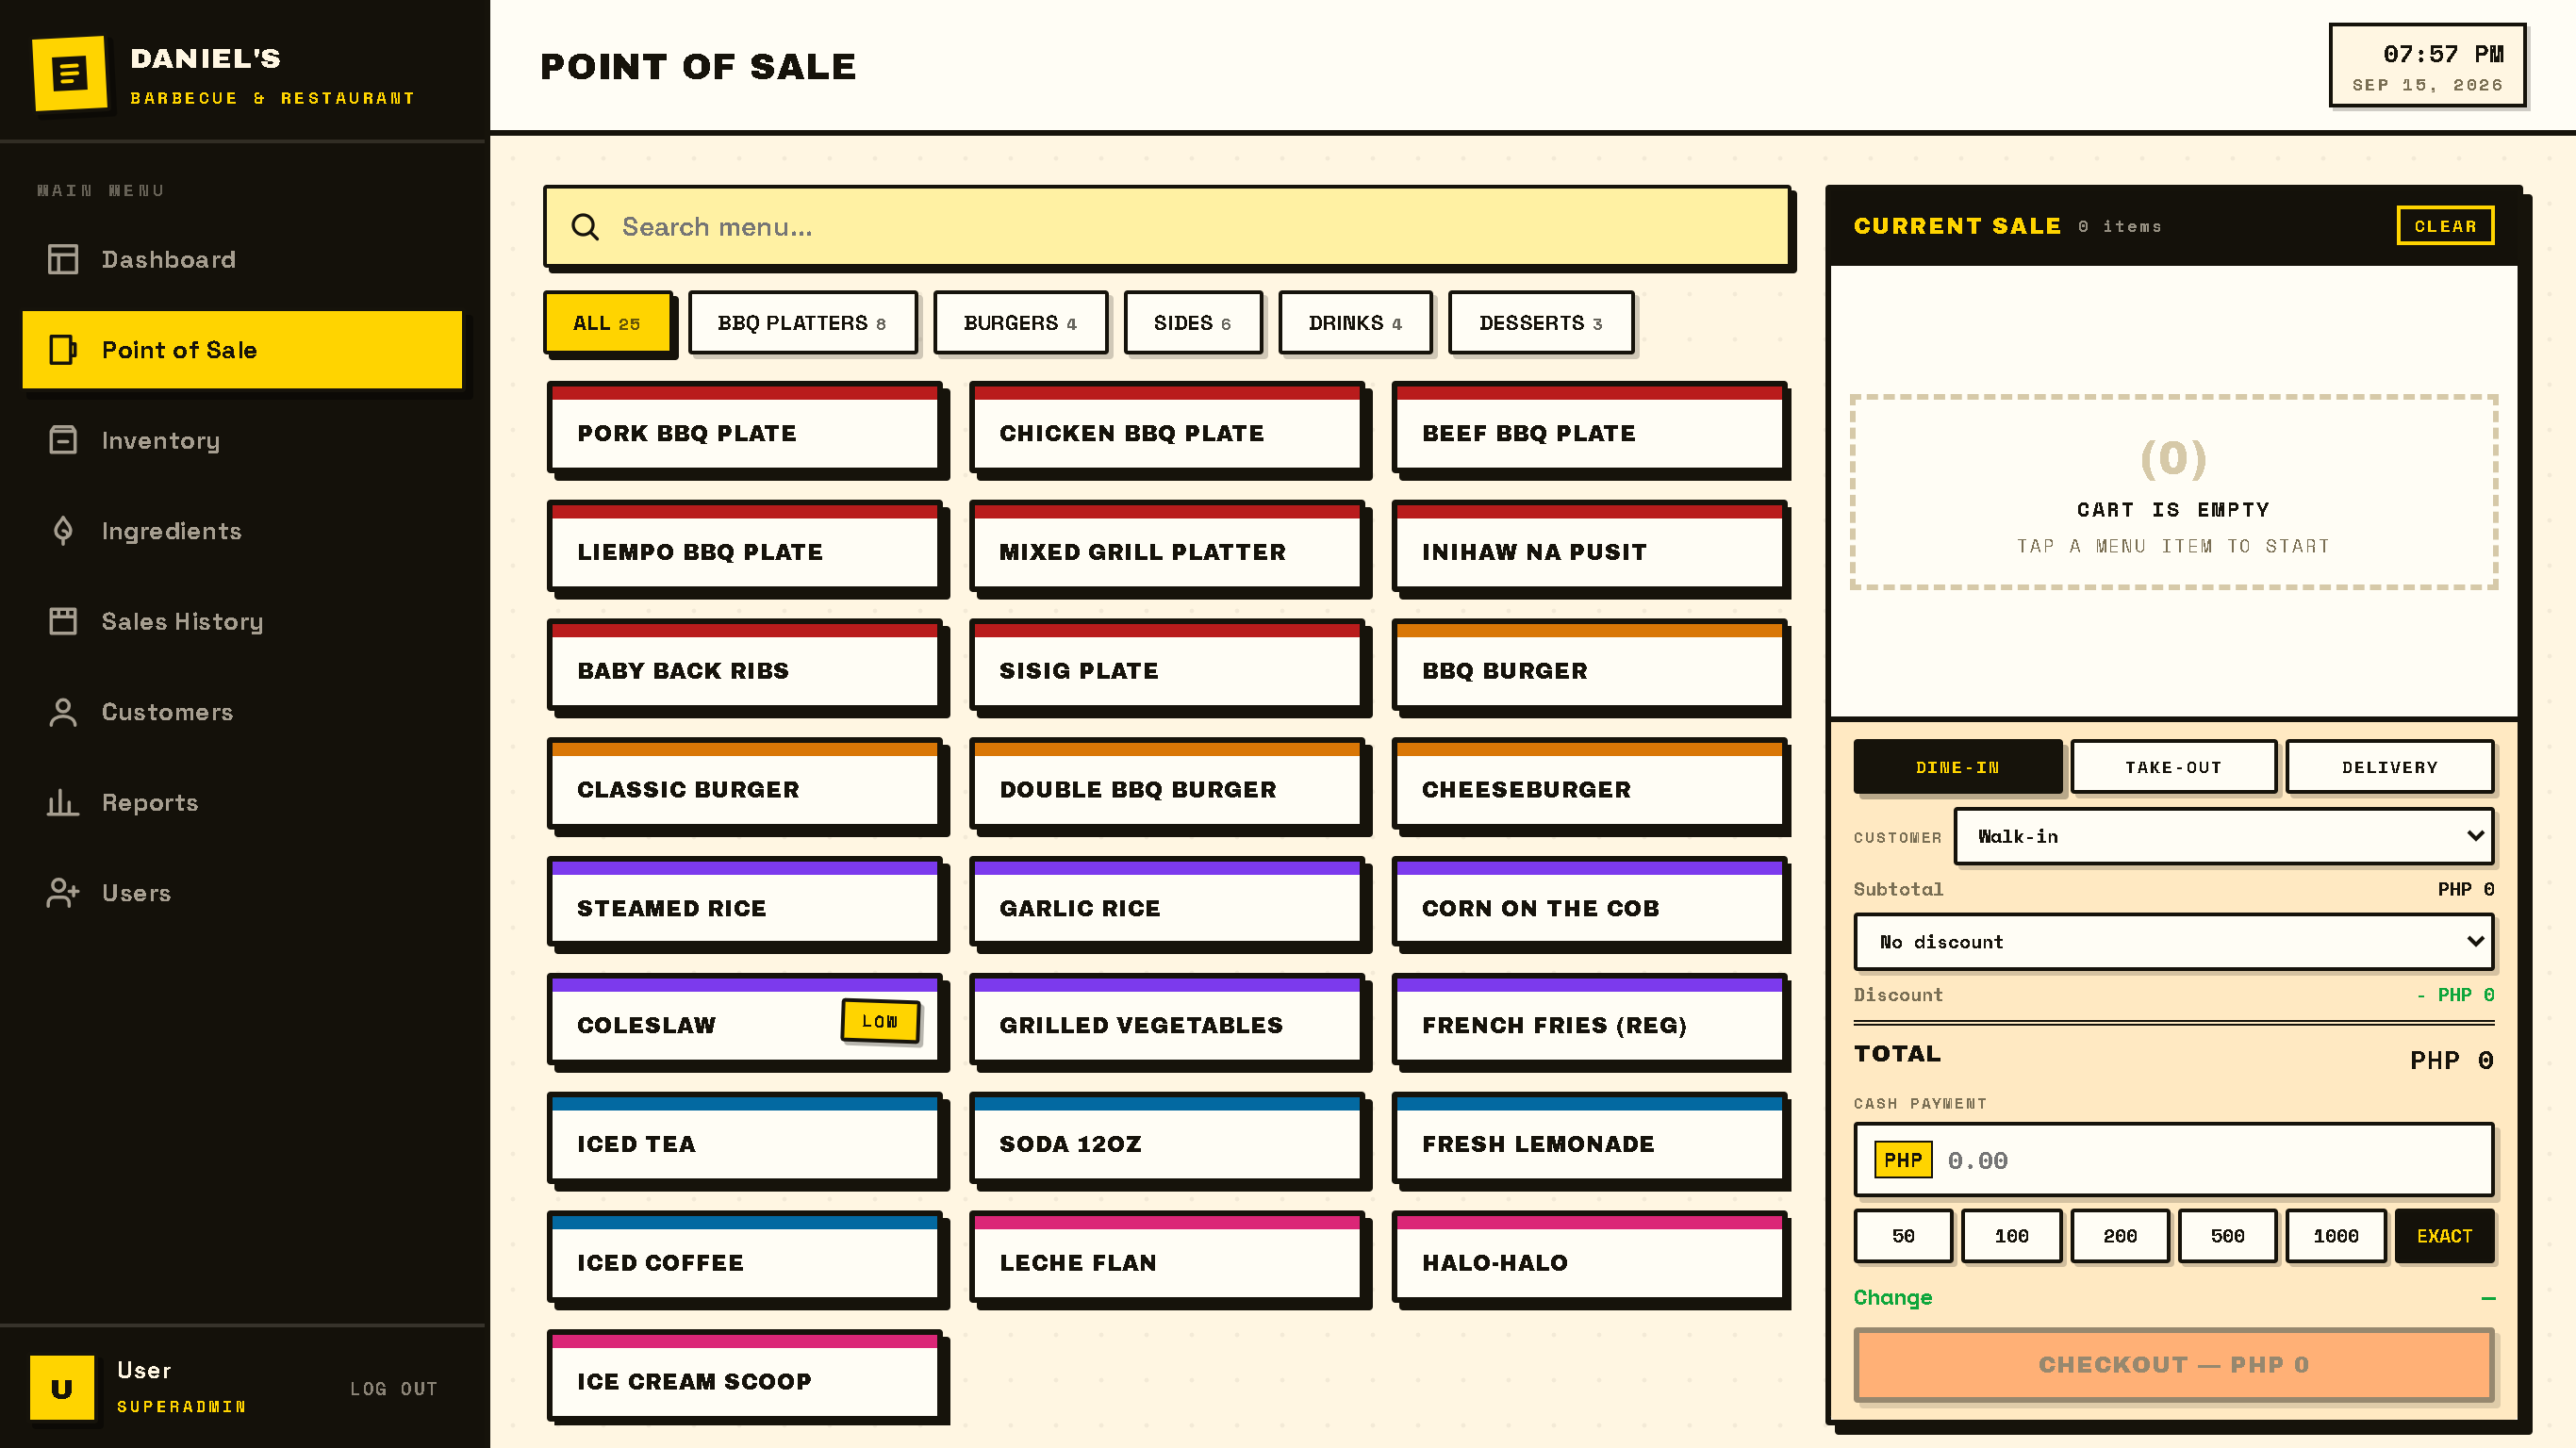 DANIEL'S
BARBECUE & RESTAURANT
MAIN MENU
Dashboard
Point of Sale
Inventory
Ingredients
Sales History
Customers
Reports
Users
U
User
SUPERADMIN
LOG OUT
POINT OF SALE
07:57 PM
SEP 15, 2026
Search menu...
ALL 25
BBQ PLATTERS 8
BURGERS 4
SIDES 6
DRINKS 4
DESSERTS 3
PORK BBQ PLATE
CHICKEN BBQ PLATE
BEEF BBQ PLATE
LIEMPO BBQ PLATE
MIXED GRILL PLATTER
INIHAW NA PUSIT
BABY BACK RIBS
SISIG PLATE
BBQ BURGER
CLASSIC BURGER
DOUBLE BBQ BURGER
CHEESEBURGER
STEAMED RICE
GARLIC RICE
CORN ON THE COB
COLESLAW
LOW
GRILLED VEGETABLES
FRENCH FRIES (REG)
ICED TEA
SODA 12OZ
FRESH LEMONADE
ICED COFFEE
LECHE FLAN
HALO-HALO
ICE CREAM SCOOP
CURRENT SALE 0 items
CLEAR
(0)
CART IS EMPTY
TAP A MENU ITEM TO START
DINE-IN
TAKE-OUT
DELIVERY
CUSTOMER Walk-in
Subtotal PHP 0
No discount
Discount - PHP 0
TOTAL PHP 0
CASH PAYMENT
PHP 0.00
50
100
200
500
1000
EXACT
Change —
CHECKOUT — PHP 0